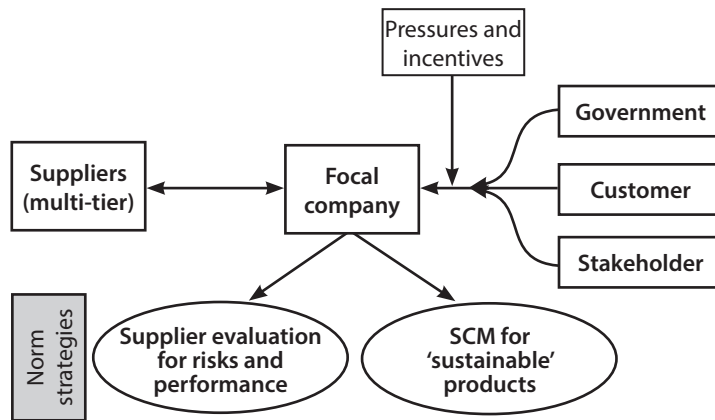 Pressures and
incentives
Government
Suppliers
(multi-tier)
Focal
company
Customer
Stakeholder
Norm
strategies
Supplier evaluation
for risks and
performance
SCM for
‘sustainable’
products